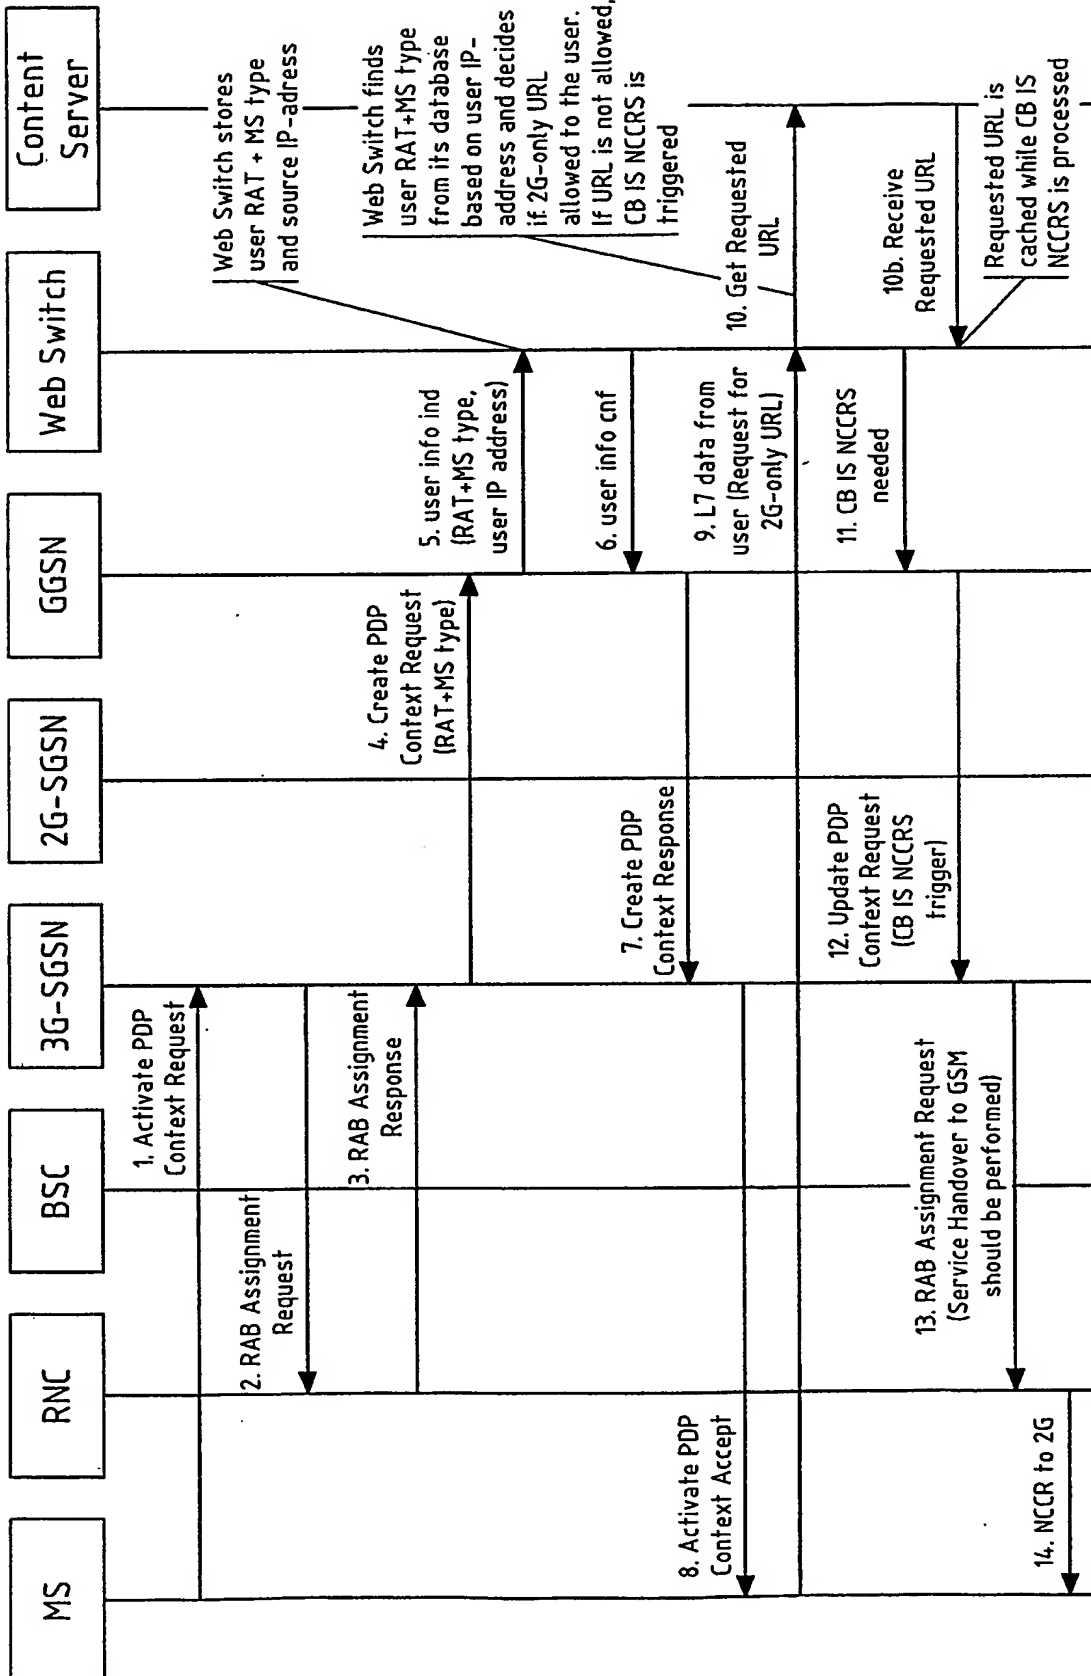 MS
RNC
BSC
3G-SGSN
2G-SGSN
GGSN
Web Switch
Content
Server
1. Activate PDP
Context Request
2. RAB Assignment
Request
3. RAB Assignment
Response
4. Create PDP
Context Request
(RAT+MS type)
5. user info ind
(RAT+MS type,
user IP address)
Web Switch stores
user RAT + MS type
and source IP-adress
6. user info cnf
7. Create PDP
Context Response
8. Activate PDP
Context Accept
9. L7 data from
user (Request for
2G-only URL)
Web Switch finds
user RAT+MS type
from its database
based on user IP-
address and decides
if 2G-only URL
allowed to the user.
If URL is not allowed,
CB IS NCCRS is
triggered
10. Get Requested
URL
10b. Receive
Requested URL
Requested URL is
cached while CB IS
NCCRS is processed
11. CB IS NCCRS
needed
12. Update PDP
Context Request
(CB IS NCCRS
trigger)
13. RAB Assignment Request
(Service Handover to GSM
should be performed)
14. NCCR to 2G